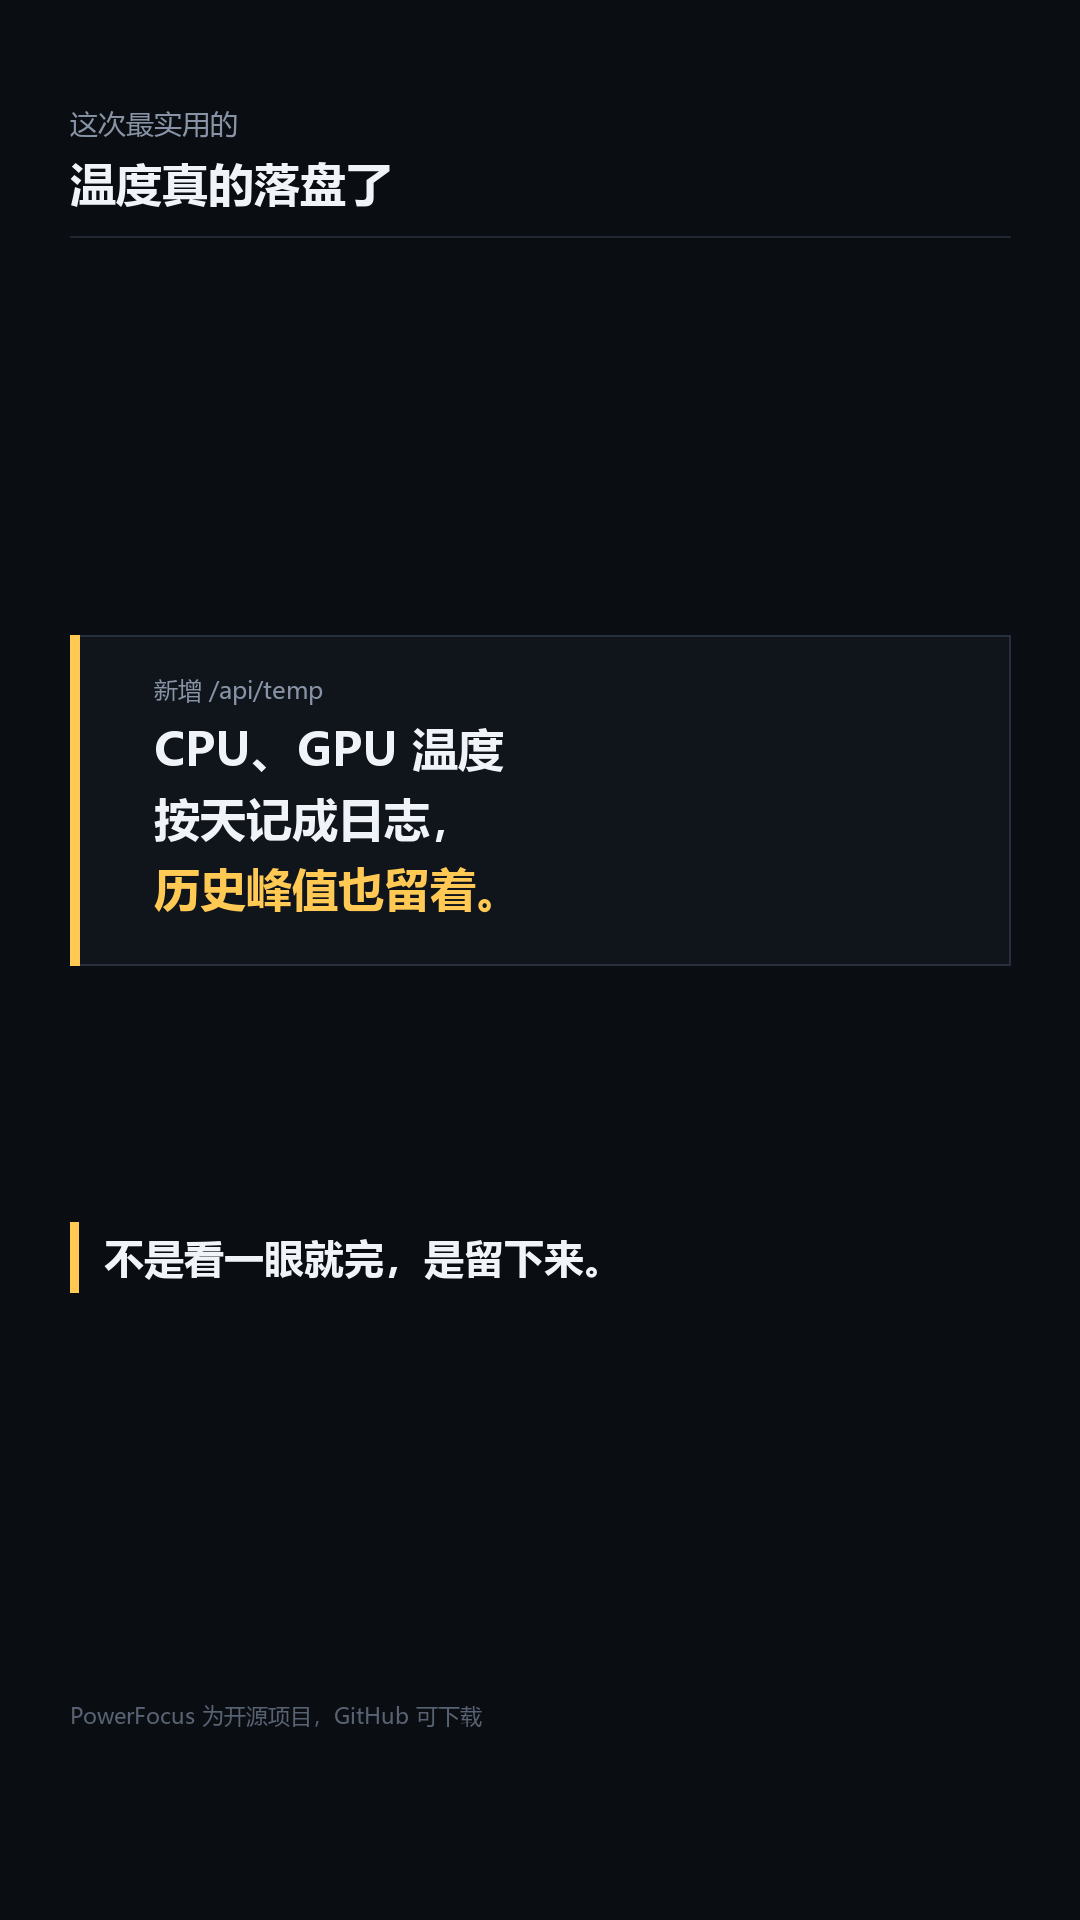 这次最实用的
温度真的落盘了
新增 /api/temp
CPU、GPU 温度
按天记成日志，
历史峰值也留着。
不是看一眼就完，是留下来。
PowerFocus 为开源项目，GitHub 可下载